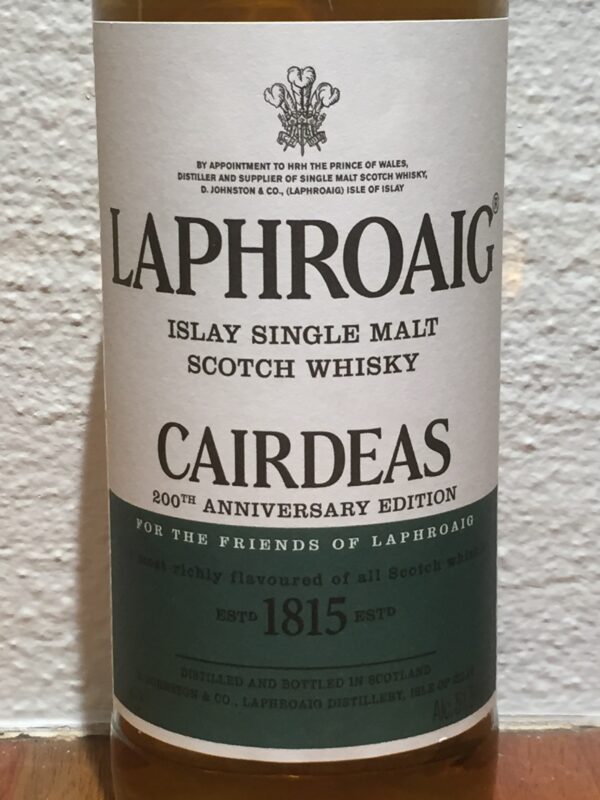 BY APPOINTMENT TO HRH THE PRINCE OF WALES,
DISTILLER AND SUPPLIER OF SINGLE MALT SCOTCH WHISKY,
D. JOHNSTON & CO., (LAPHROAIG) ISLE OF ISLAY
LAPHROAIG®
ISLAY SINGLE MALT
SCOTCH WHISKY
CAIRDEAS
200TH ANNIVERSARY EDITION
FOR THE FRIENDS OF LAPHROAIG
most richly flavoured of all Scotch
ESTD 1815 ESTD
DISTILLED AND BOTTLED IN SCOTLAND
JOHNSTON & CO., LAPHROAIG DISTILLERY, ISLE OF ISLAY